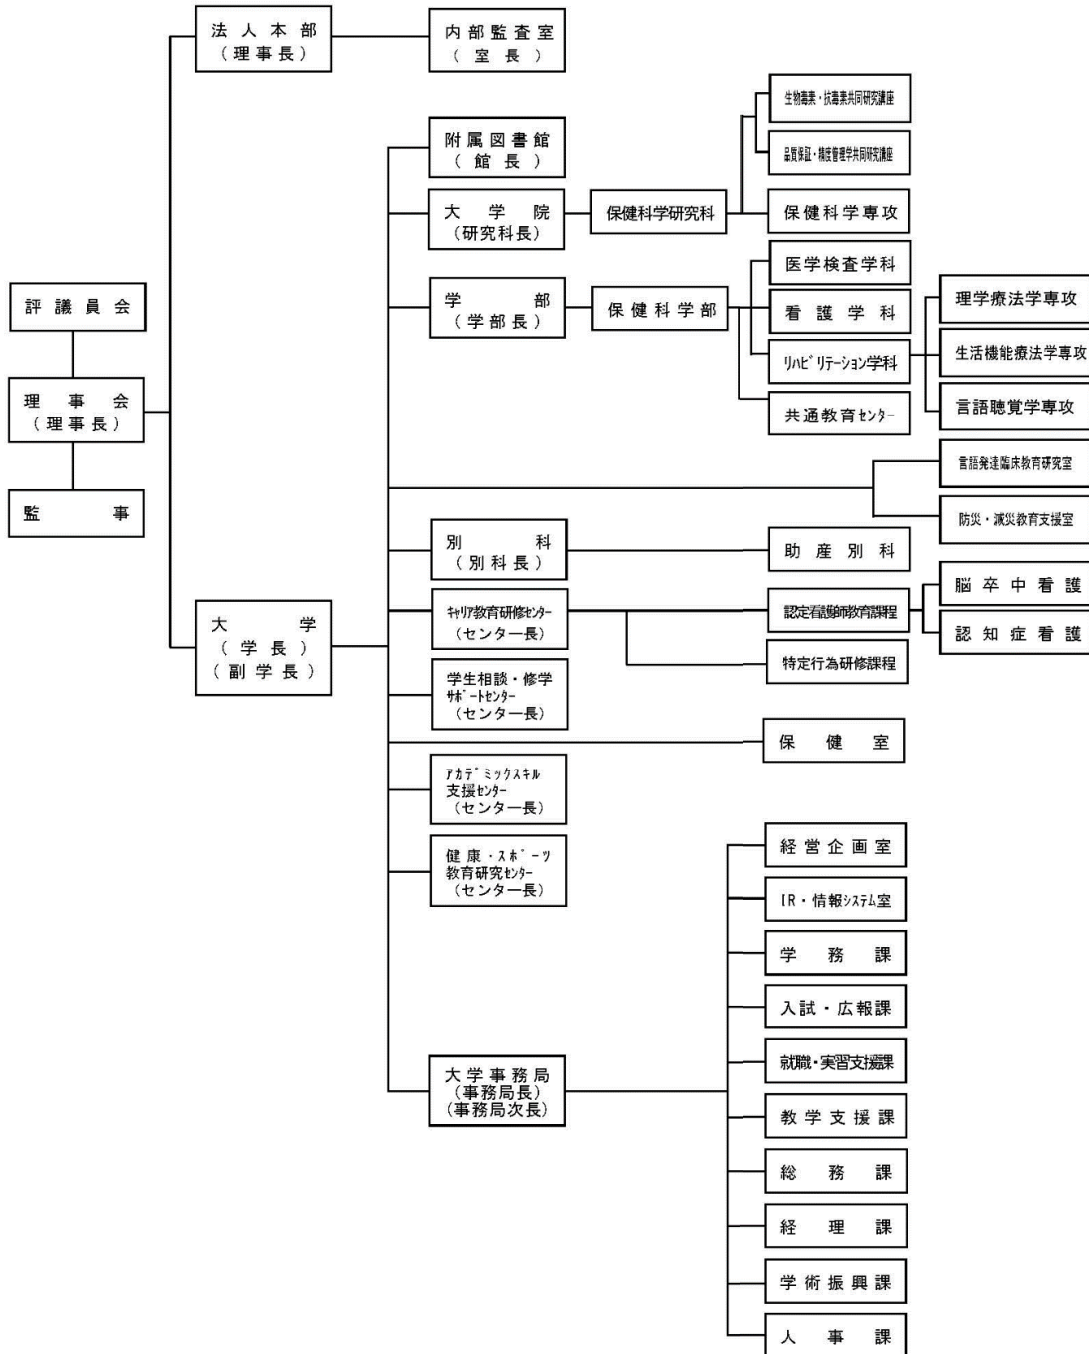 法人本部
(理事長)
内部監査室
(室長)
生物毒素・抗毒素共同研究講座
附属図書館
(館長)
品質保証・精度管理学共同研究講座
大学院
(研究科長)
保健科学研究科
保健科学専攻
医学検査学科
評議員会
学部
(学部長)
保健科学部
看護学科
理学療法学専攻
リハビリテーション学科
生活機能療法学専攻
理事会
(理事長)
共通教育センター
言語聴覚学専攻
言語発達臨床教育研究室
監事
防災・減災教育支援室
別科
(別科長)
助産別科
脳卒中看護
大学
(学長)
(副学長)
キャリア教育研修センター
(センター長)
認定看護師教育課程
認知症看護
特定行為研修課程
学生相談・修学
サポートセンター
(センター長)
保健室
アカデミックスキル
支援センター
(センター長)
健康・スポーツ
教育研究センター
(センター長)
経営企画室
IR・情報システム室
学務課
入試・広報課
就職・実習支援課
大学事務局
(事務局長)
(事務局次長)
教学支援課
総務課
経理課
学術振興課
人事課